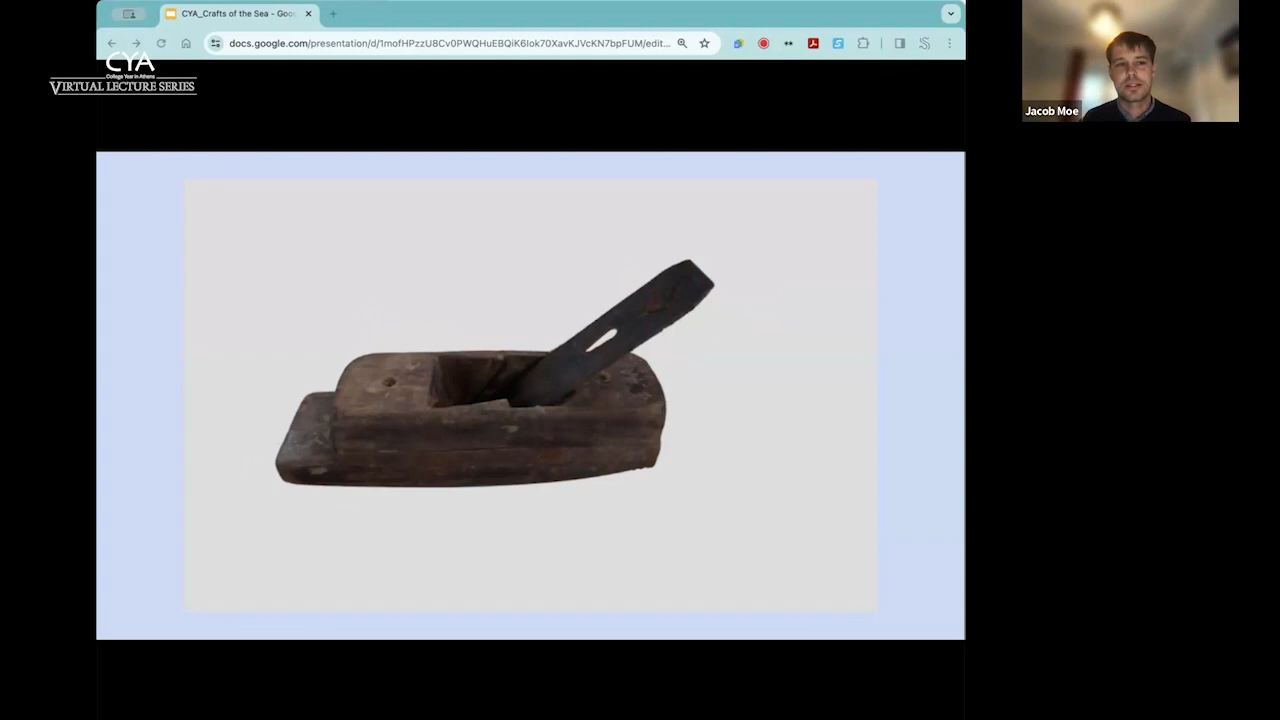 CYA_Crafts of the Sea - Goo
docs.google.com/presentation/d/1mofHPzzU8Cv0PWQHuEBQiK6Iok70XavKJVcKN7bpFUM/edit...
CYA
College Year in Athens
VIRTUAL LECTURE SERIES
Jacob Moe